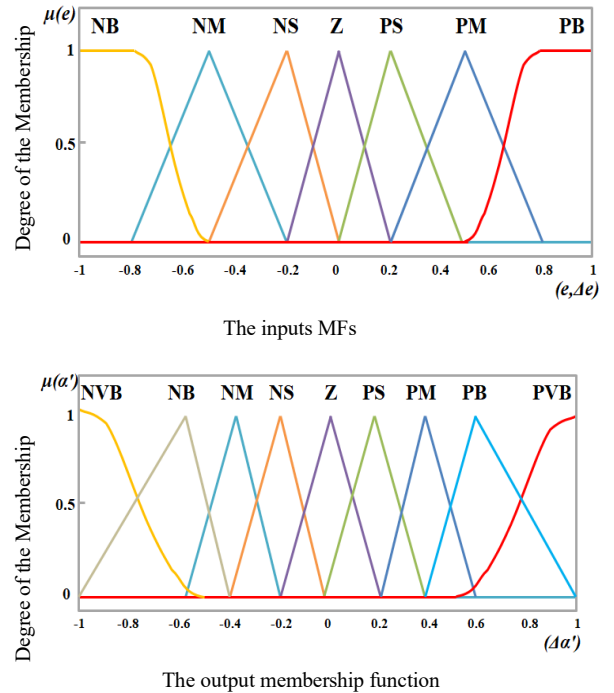 μ(e) NB NM NS Z PS PM PB
Degree of the Membership
1
0.5
0
-1 -0.8 -0.6 -0.4 -0.2 0 0.2 0.4 0.6 0.8 1
(e,Δe)
The inputs MFs
μ(α') NVB NB NM NS Z PS PM PB PVB
Degree of the Membership
1
0.5
0
-1 -0.8 -0.6 -0.4 -0.2 0 0.2 0.4 0.6 0.8 1
(Δα')
The output membership function